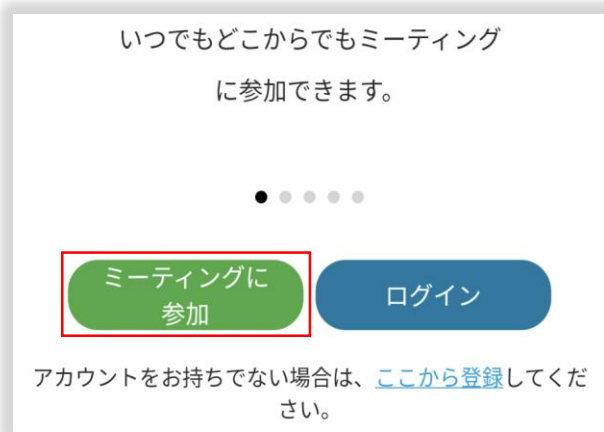 いつでもどこからでもミーティング
に参加できます。
ミーティングに
参加
ログイン
アカウントをお持ちでない場合は、ここから登録してくだ
さい。